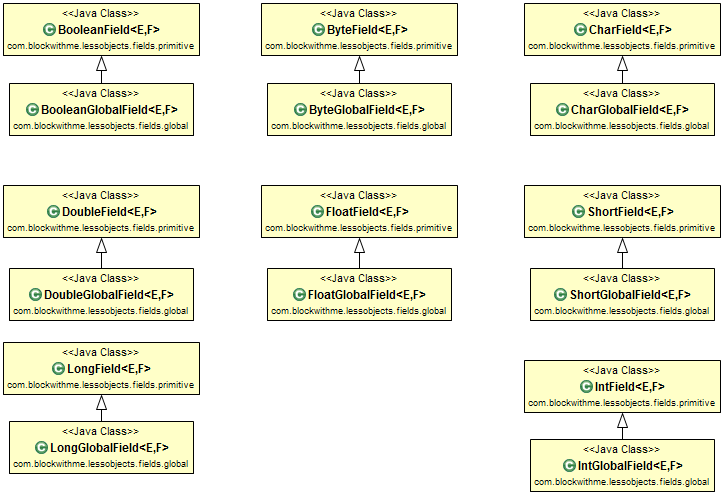 <<Java Class>>
BooleanField<E,F>
com.blockwithme.lessobjects.fields.primitive
<<Java Class>>
BooleanGlobalField<E,F>
com.blockwithme.lessobjects.fields.global
<<Java Class>>
ByteField<E,F>
com.blockwithme.lessobjects.fields.primitive
<<Java Class>>
ByteGlobalField<E,F>
com.blockwithme.lessobjects.fields.global
<<Java Class>>
CharField<E,F>
com.blockwithme.lessobjects.fields.primitive
<<Java Class>>
CharGlobalField<E,F>
com.blockwithme.lessobjects.fields.global
<<Java Class>>
DoubleField<E,F>
com.blockwithme.lessobjects.fields.primitive
<<Java Class>>
DoubleGlobalField<E,F>
com.blockwithme.lessobjects.fields.global
<<Java Class>>
FloatField<E,F>
com.blockwithme.lessobjects.fields.primitive
<<Java Class>>
FloatGlobalField<E,F>
com.blockwithme.lessobjects.fields.global
<<Java Class>>
ShortField<E,F>
com.blockwithme.lessobjects.fields.primitive
<<Java Class>>
ShortGlobalField<E,F>
com.blockwithme.lessobjects.fields.global
<<Java Class>>
LongField<E,F>
com.blockwithme.lessobjects.fields.primitive
<<Java Class>>
LongGlobalField<E,F>
com.blockwithme.lessobjects.fields.global
<<Java Class>>
IntField<E,F>
com.blockwithme.lessobjects.fields.primitive
<<Java Class>>
IntGlobalField<E,F>
com.blockwithme.lessobjects.fields.global